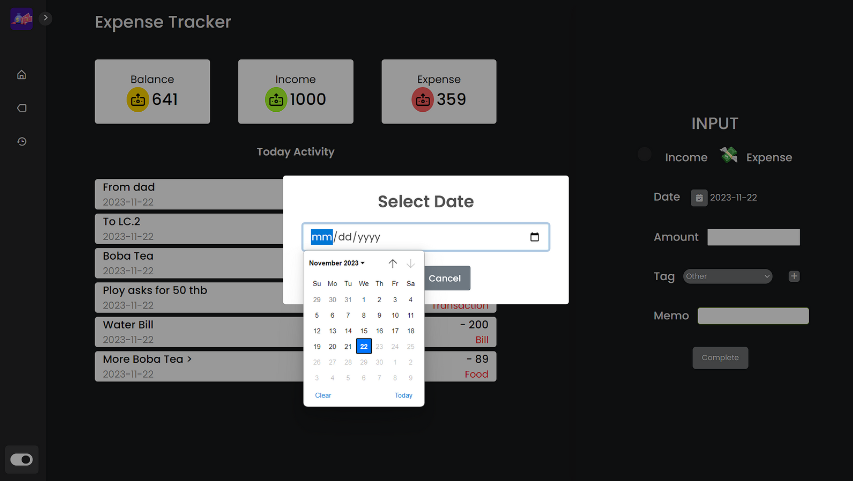 Expense Tracker
Balance
641
Income
1000
Expense
359
Today Activity
From dad
2023-11-22
To LC.2
2023-11-22
Boba Tea
2023-11-22
Ploy asks for 50 thb
2023-11-22
Transaction
Water Bill
2023-11-22
- 200
Bill
More Boba Tea >
2023-11-22
- 89
Food
Select Date
mm/dd/yyyy
Cancel
November 2023
Su Mo Tu We Th Fr Sa
29 30 31 1 2 3 4
5 6 7 8 9 10 11
12 13 14 15 16 17 18
19 20 21 22 23 24 25
26 27 28 29 30 1 2
3 4 5 6 7 8 9
Clear Today
INPUT
Income Expense
Date 2023-11-22
Amount
Tag Other
Memo
Complete